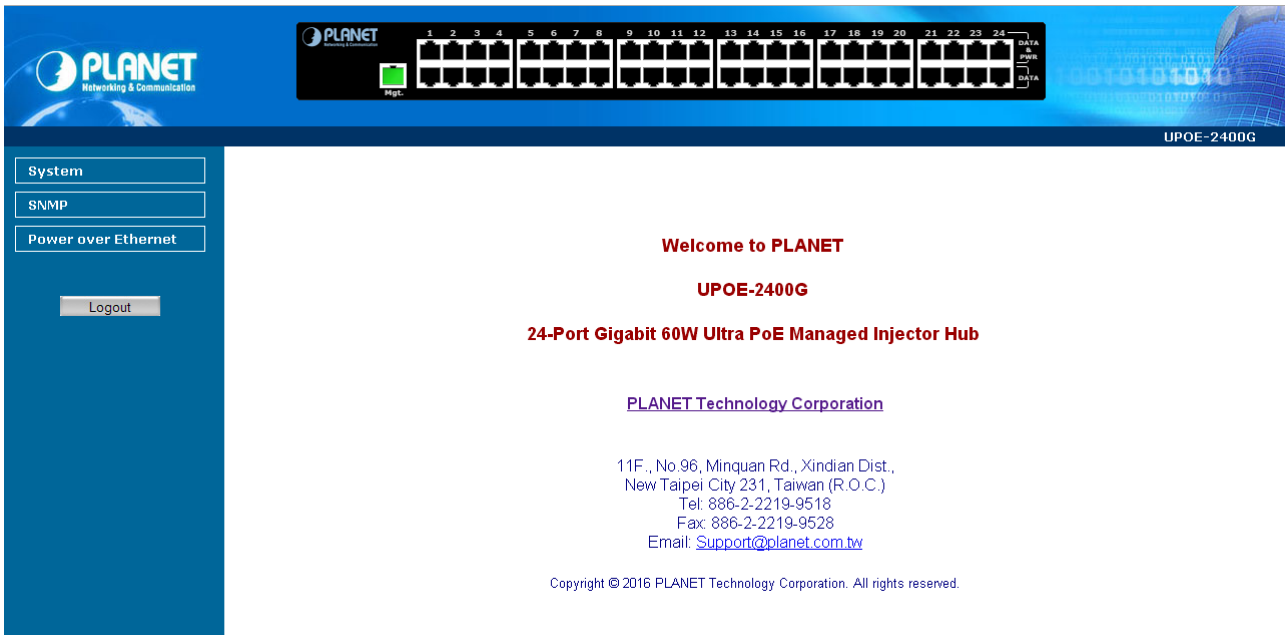 PLANET
Networking & Communication
PLANET
Networking & Communication
1 2 3 4 5 6 7 8 9 10 11 12 13 14 15 16 17 18 19 20 21 22 23 24
DATA
&
PWR
DATA
Mgt.
UPOE-2400G
System
SNMP
Power over Ethernet
Logout
Welcome to PLANET
UPOE-2400G
24-Port Gigabit 60W Ultra PoE Managed Injector Hub
PLANET Technology Corporation
11F., No.96, Minquan Rd., Xindian Dist.,
New Taipei City 231, Taiwan (R.O.C.)
Tel: 886-2-2219-9518
Fax: 886-2-2219-9528
Email: Support@planet.com.tw
Copyright © 2016 PLANET Technology Corporation. All rights reserved.